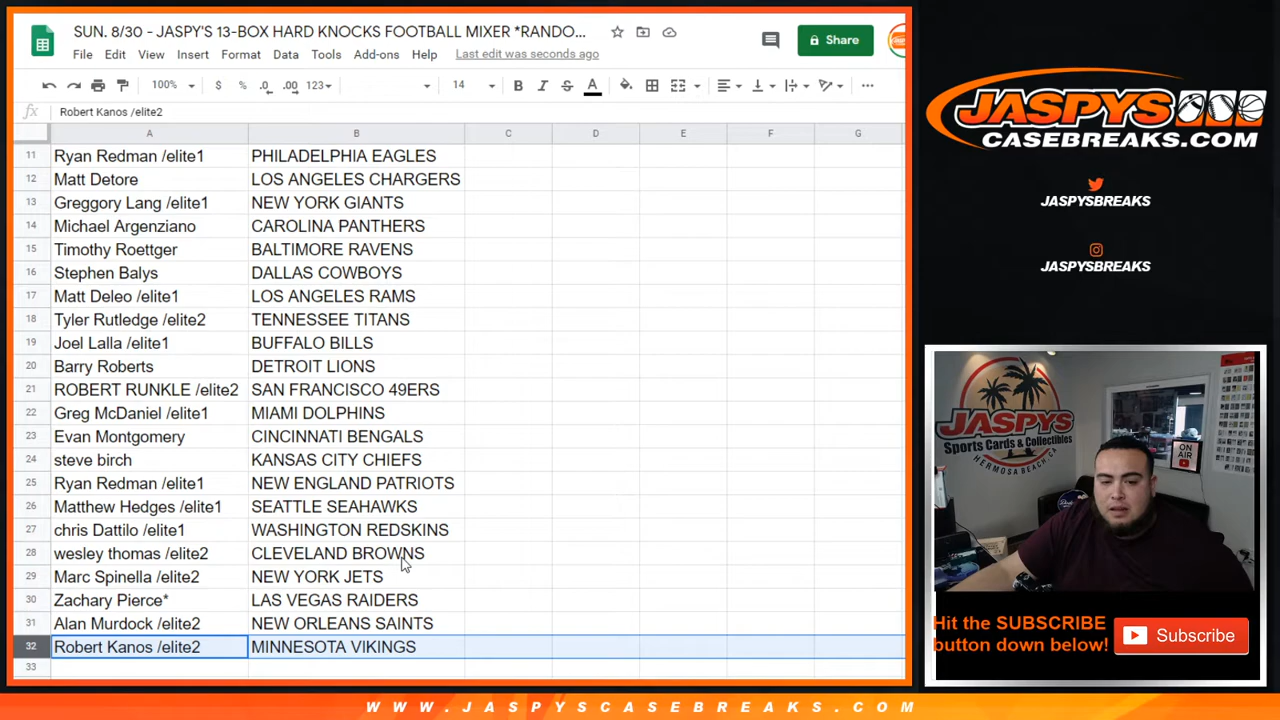 SUN. 8/30 - JASPY'S 13-BOX HARD KNOCKS FOOTBALL MIXER *RANDO...
File Edit View Insert Format Data Tools Add-ons Help Last edit was seconds ago
Share
100% $ % .0 .00 123 14 B I S A
fx Robert Kanos /elite2
A B C D E F G
11 Ryan Redman /elite1 PHILADELPHIA EAGLES
12 Matt Detore LOS ANGELES CHARGERS
13 Greggory Lang /elite1 NEW YORK GIANTS
14 Michael Argenziano CAROLINA PANTHERS
15 Timothy Roettger BALTIMORE RAVENS
16 Stephen Balys DALLAS COWBOYS
17 Matt Deleo /elite1 LOS ANGELES RAMS
18 Tyler Rutledge /elite2 TENNESSEE TITANS
19 Joel Lalla /elite1 BUFFALO BILLS
20 Barry Roberts DETROIT LIONS
21 ROBERT RUNKLE /elite2 SAN FRANCISCO 49ERS
22 Greg McDaniel /elite1 MIAMI DOLPHINS
23 Evan Montgomery CINCINNATI BENGALS
24 steve birch KANSAS CITY CHIEFS
25 Ryan Redman /elite1 NEW ENGLAND PATRIOTS
26 Matthew Hedges /elite1 SEATTLE SEAHAWKS
27 chris Dattilo /elite1 WASHINGTON REDSKINS
28 wesley thomas /elite2 CLEVELAND BROWNS
29 Marc Spinella /elite2 NEW YORK JETS
30 Zachary Pierce* LAS VEGAS RAIDERS
31 Alan Murdock /elite2 NEW ORLEANS SAINTS
32 Robert Kanos /elite2 MINNESOTA VIKINGS
33
JASPYS
CASEBREAKS.COM
JASPYSBREAKS
JASPYSBREAKS
JASPYS
Sports Cards & Collectibles
HERMOSA BEACH, CA
ON
AIR
Hit the SUBSCRIBE
button down below!
Subscribe
WWW.JASPYSCASEBREAKS.COM